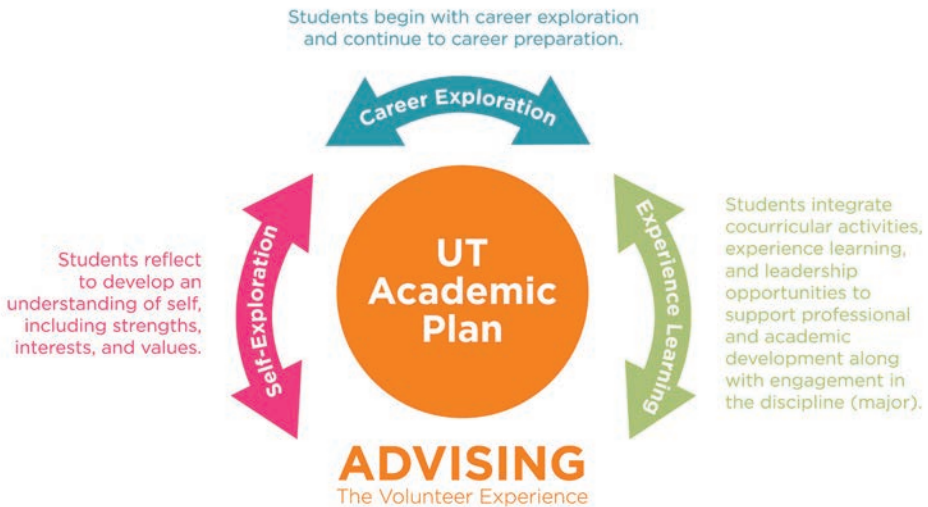 Students begin with career exploration
and continue to career preparation.
Career Exploration
Students reflect
to develop an
understanding of self,
including strengths,
interests, and values.
Self-Exploration
UT
Academic
Plan
Experience Learning
Students integrate
cocurricular activities,
experience learning,
and leadership
opportunities to
support professional
and academic
development along
with engagement in
the discipline (major).
ADVISING
The Volunteer Experience